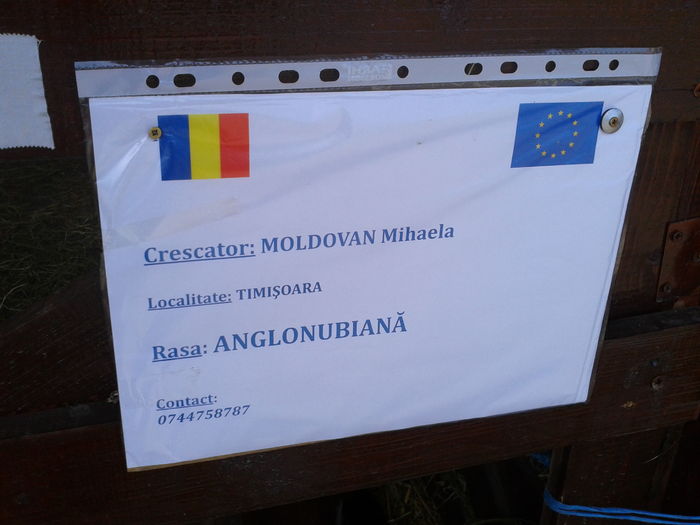 Crescator: MOLDOVAN Mihaela
Localitate: TIMIŞOARA
Rasa: ANGLONUBIANĂ
Contact:
0744758787